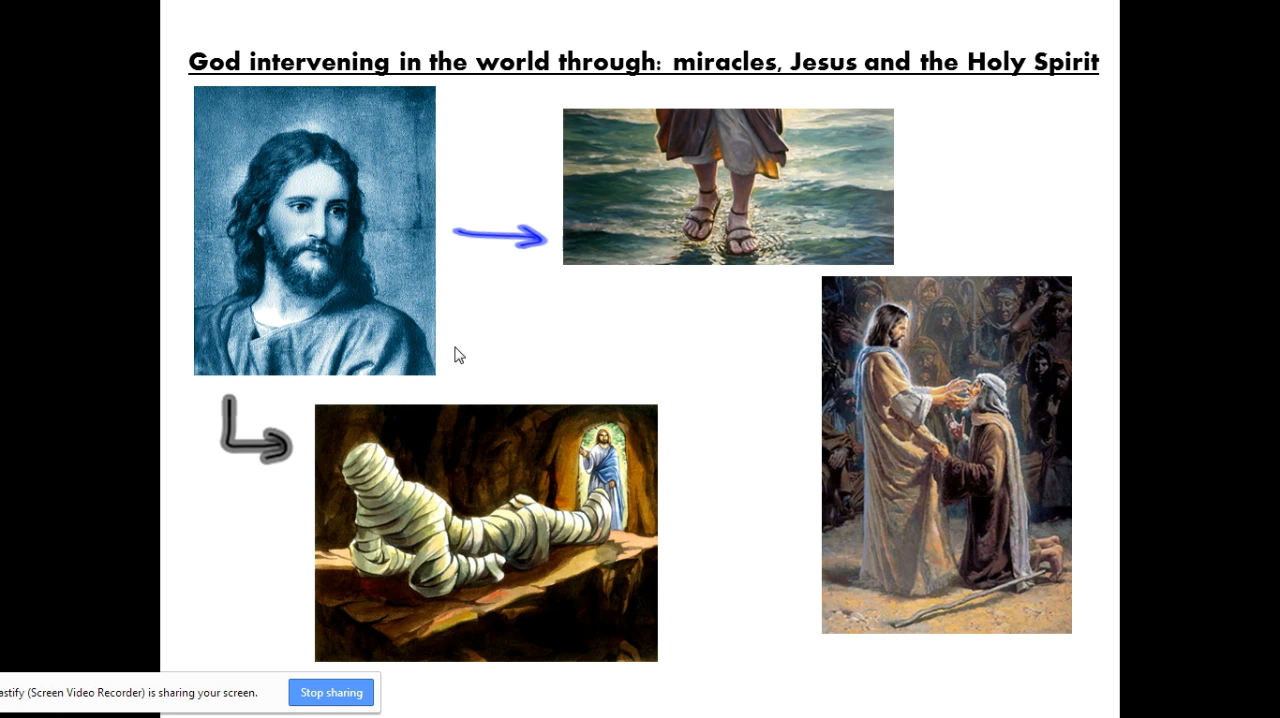 God intervening in the world through: miracles, Jesus and the Holy Spirit
astify (Screen Video Recorder) is sharing your screen.
Stop sharing